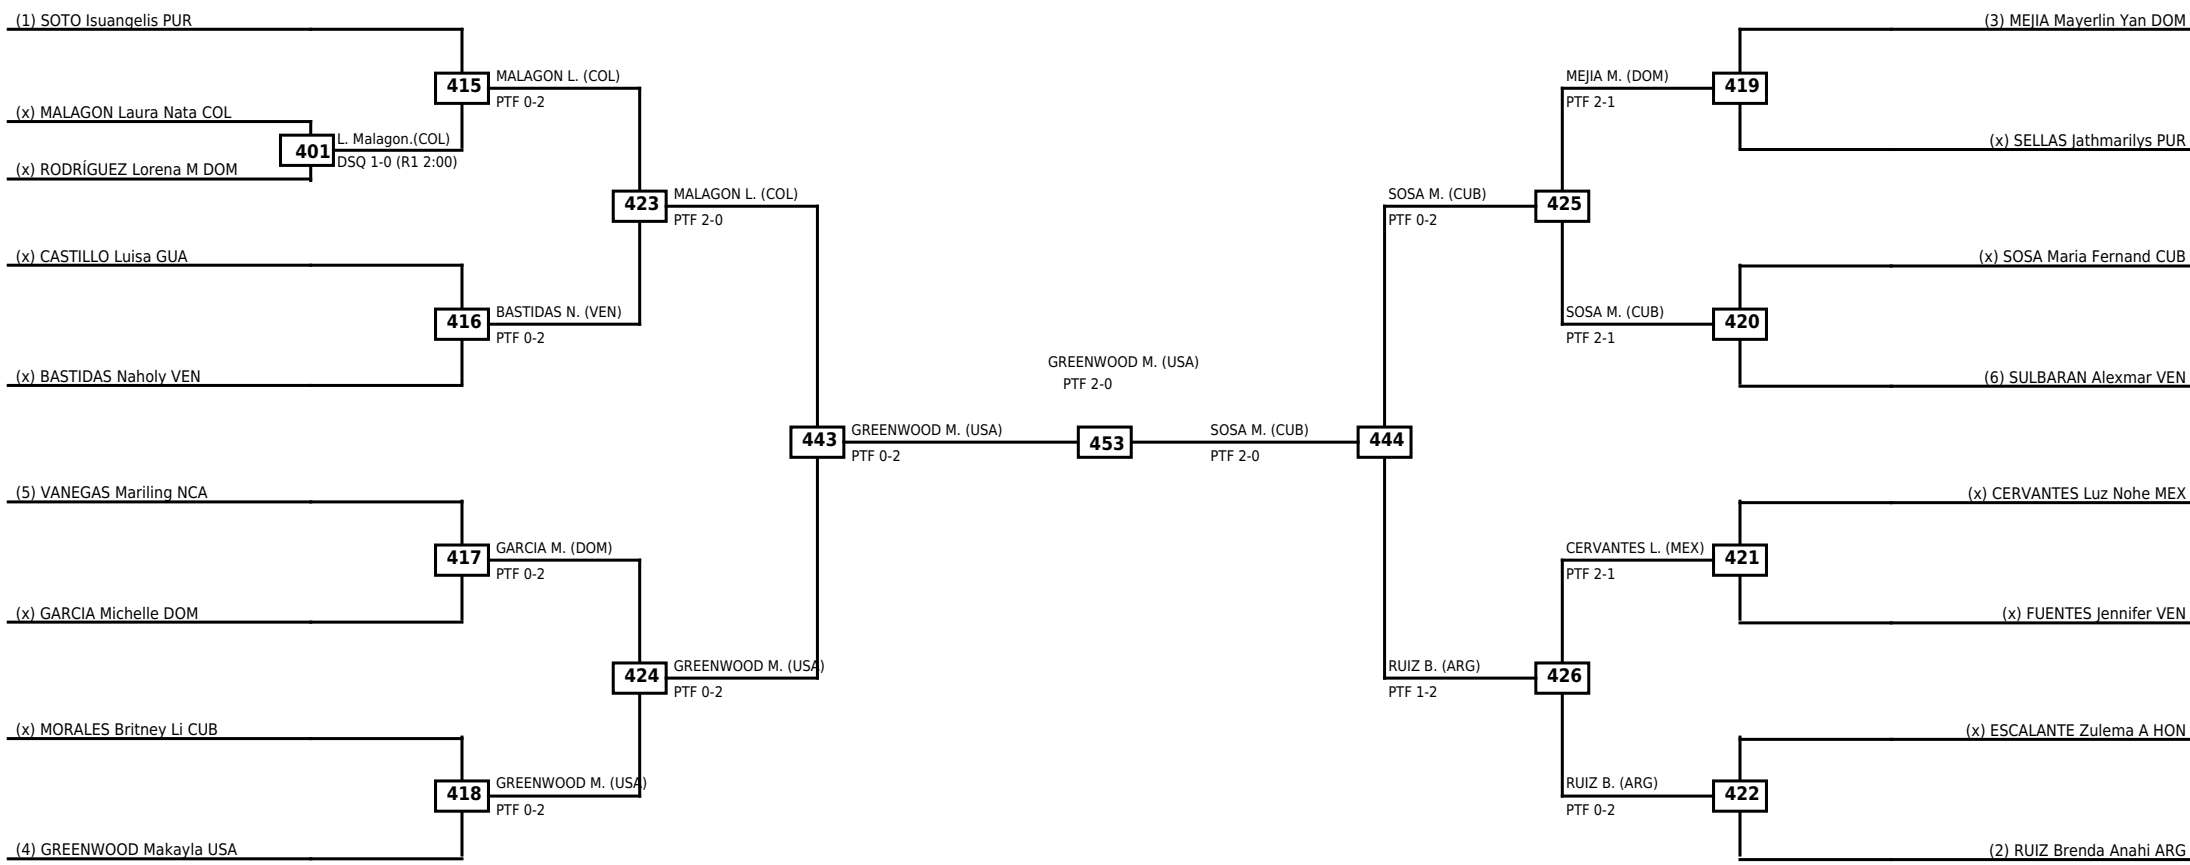 (1) SOTO Isuangelis PUR
(3) MEJIA Mayerlin Yan DOM
415
MALAGON L. (COL)
PTF 0-2
MEJIA M. (DOM)
PTF 2-1
419
(x) MALAGON Laura Nata COL
401
L. Malagon.(COL)
DSQ 1-0 (R1 2:00)
(x) SELLAS Jathmarilys PUR
(x) RODRÍGUEZ Lorena M DOM
423
MALAGON L. (COL)
PTF 2-0
SOSA M. (CUB)
PTF 0-2
425
(x) CASTILLO Luisa GUA
(x) SOSA Maria Fernand CUB
416
BASTIDAS N. (VEN)
PTF 0-2
SOSA M. (CUB)
PTF 2-1
420
(x) BASTIDAS Naholy VEN
(6) SULBARAN Alexmar VEN
GREENWOOD M. (USA)
PTF 2-0
443
GREENWOOD M. (USA)
PTF 0-2
453
SOSA M. (CUB)
PTF 2-0
444
(5) VANEGAS Mariling NCA
(x) CERVANTES Luz Nohe MEX
417
GARCIA M. (DOM)
PTF 0-2
CERVANTES L. (MEX)
PTF 2-1
421
(x) GARCIA Michelle DOM
(x) FUENTES Jennifer VEN
424
GREENWOOD M. (USA)
PTF 0-2
RUIZ B. (ARG)
PTF 1-2
426
(x) MORALES Britney Li CUB
(x) ESCALANTE Zulema A HON
418
GREENWOOD M. (USA)
PTF 0-2
RUIZ B. (ARG)
PTF 0-2
422
(4) GREENWOOD Makayla USA
(2) RUIZ Brenda Anahi ARG